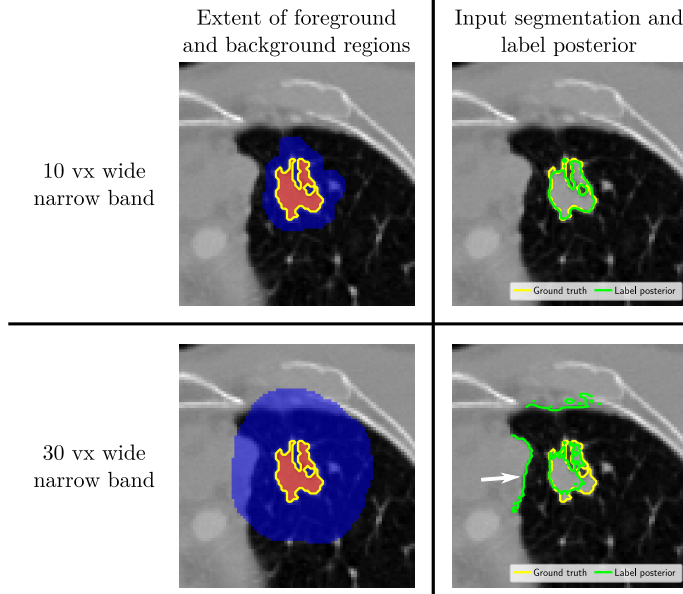 Extent of foreground
and background regions
Input segmentation and
label posterior
10 vx wide
narrow band
Ground truth
Label posterior
30 vx wide
narrow band
Ground truth
Label posterior